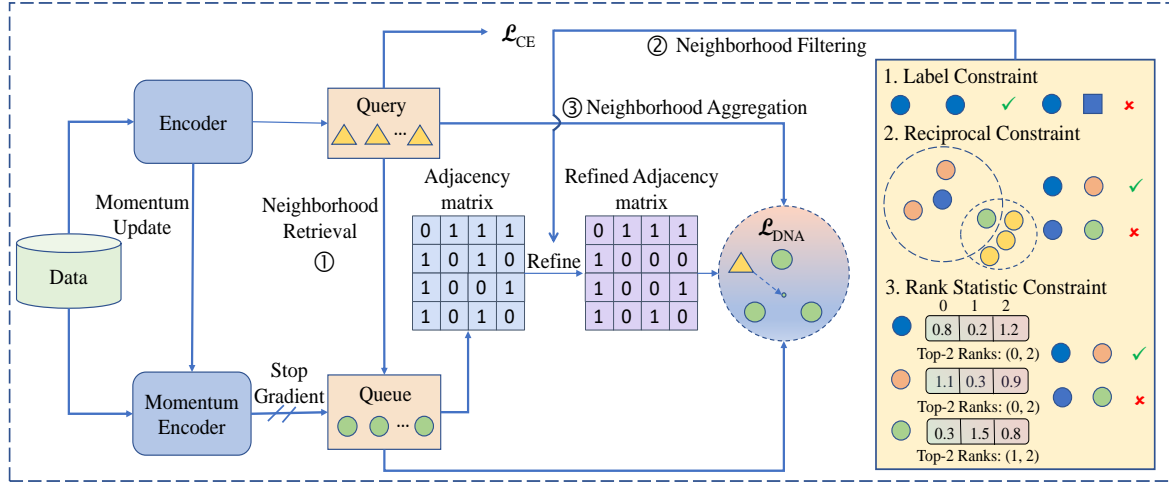 ℒCE
② Neighborhood Filtering
Query
...
③ Neighborhood Aggregation
Encoder
Momentum
Update
Data
Neighborhood
Retrieval
①
Adjacency
matrix
0 1 1 1
1 0 1 0
0 0 0 1
1 0 1 0
Refine
Refined Adjacency
matrix
0 1 1 1
1 0 0 0
1 0 0 1
1 0 1 0
ℒDNA
Momentum
Encoder
Stop
Gradient
Queue
...
1. Label Constraint
✓ ✘
2. Reciprocal Constraint
✓
✘
3. Rank Statistic Constraint
0 1 2
0.8 0.2 1.2
Top-2 Ranks: (0, 2)
✓
1.1 0.3 0.9
Top-2 Ranks: (0, 2)
✘
0.3 1.5 0.8
Top-2 Ranks: (1, 2)